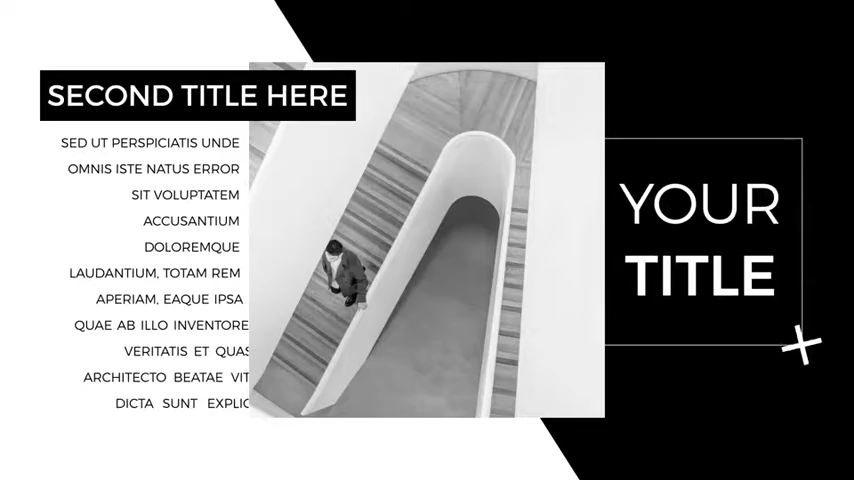 SECOND TITLE HERE
SED UT PERSPICIATIS UNDE
OMNIS ISTE NATUS ERROR
SIT VOLUPTATEM
ACCUSANTIUM
DOLOREMQUE
LAUDANTIUM, TOTAM REM
APERIAM, EAQUE IPSA
QUAE AB ILLO INVENTORE
VERITATIS ET
ARCHITECTO BEATAE
DICTA SUNT
YOUR
TITLE